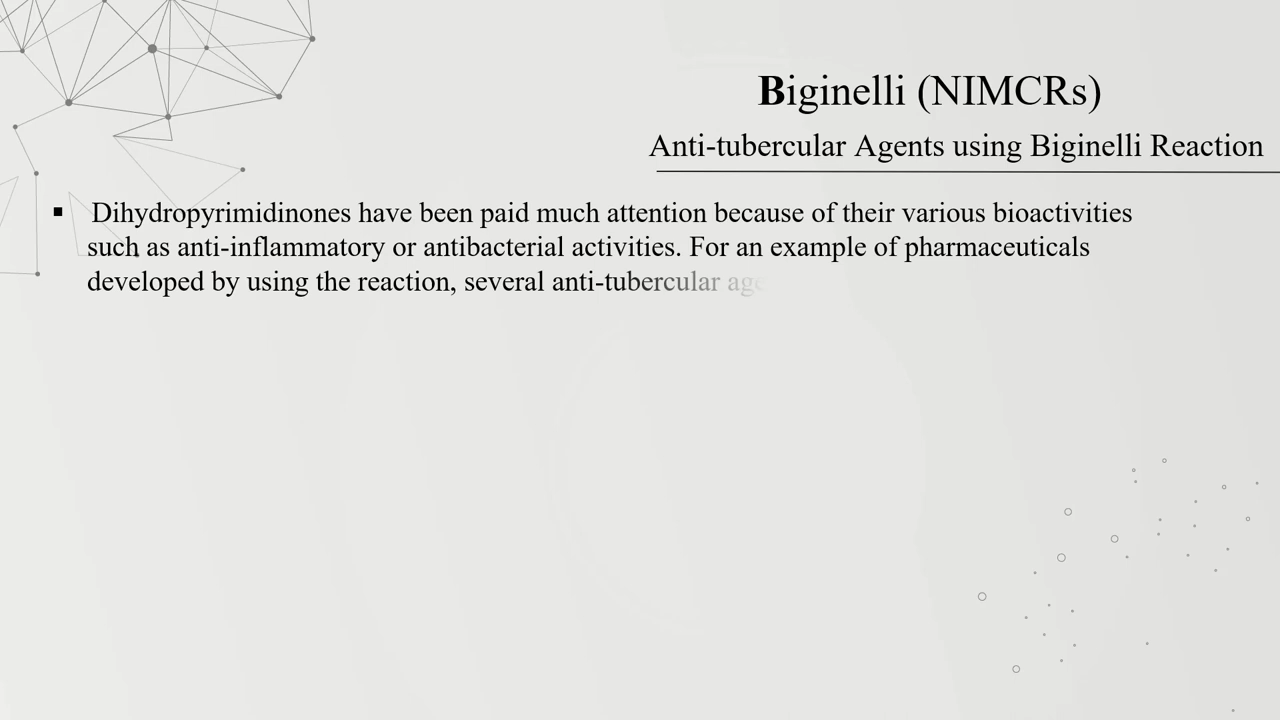 Biginelli (NIMCRs)
Anti-tubercular Agents using Biginelli Reaction
▪ Dihydropyrimidinones have been paid much attention because of their various bioactivities
such as anti-inflammatory or antibacterial activities. For an example of pharmaceuticals
developed by using the reaction, several anti-tubercular